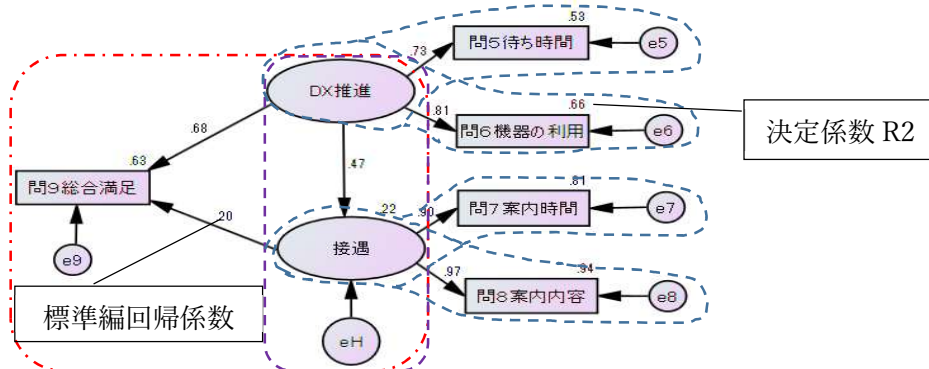 .53
問5待ち時間
e5
.73
DX推進
.66
.81
問6機器の利用
e6
決定係数 R2
.68
.63
.47
問9総合満足
.81
問7案内時間
e7
.22
.90
.20
接遇
e9
.94
.97
問8案内内容
e8
標準編回帰係数
eH